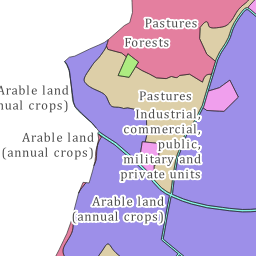 Pastures
Forests
Arable land
nual crops)
Pastures
Industrial,
commercial,
public,
military and
private units
Arable land
(annual crops)
Arable land
(annual crops)